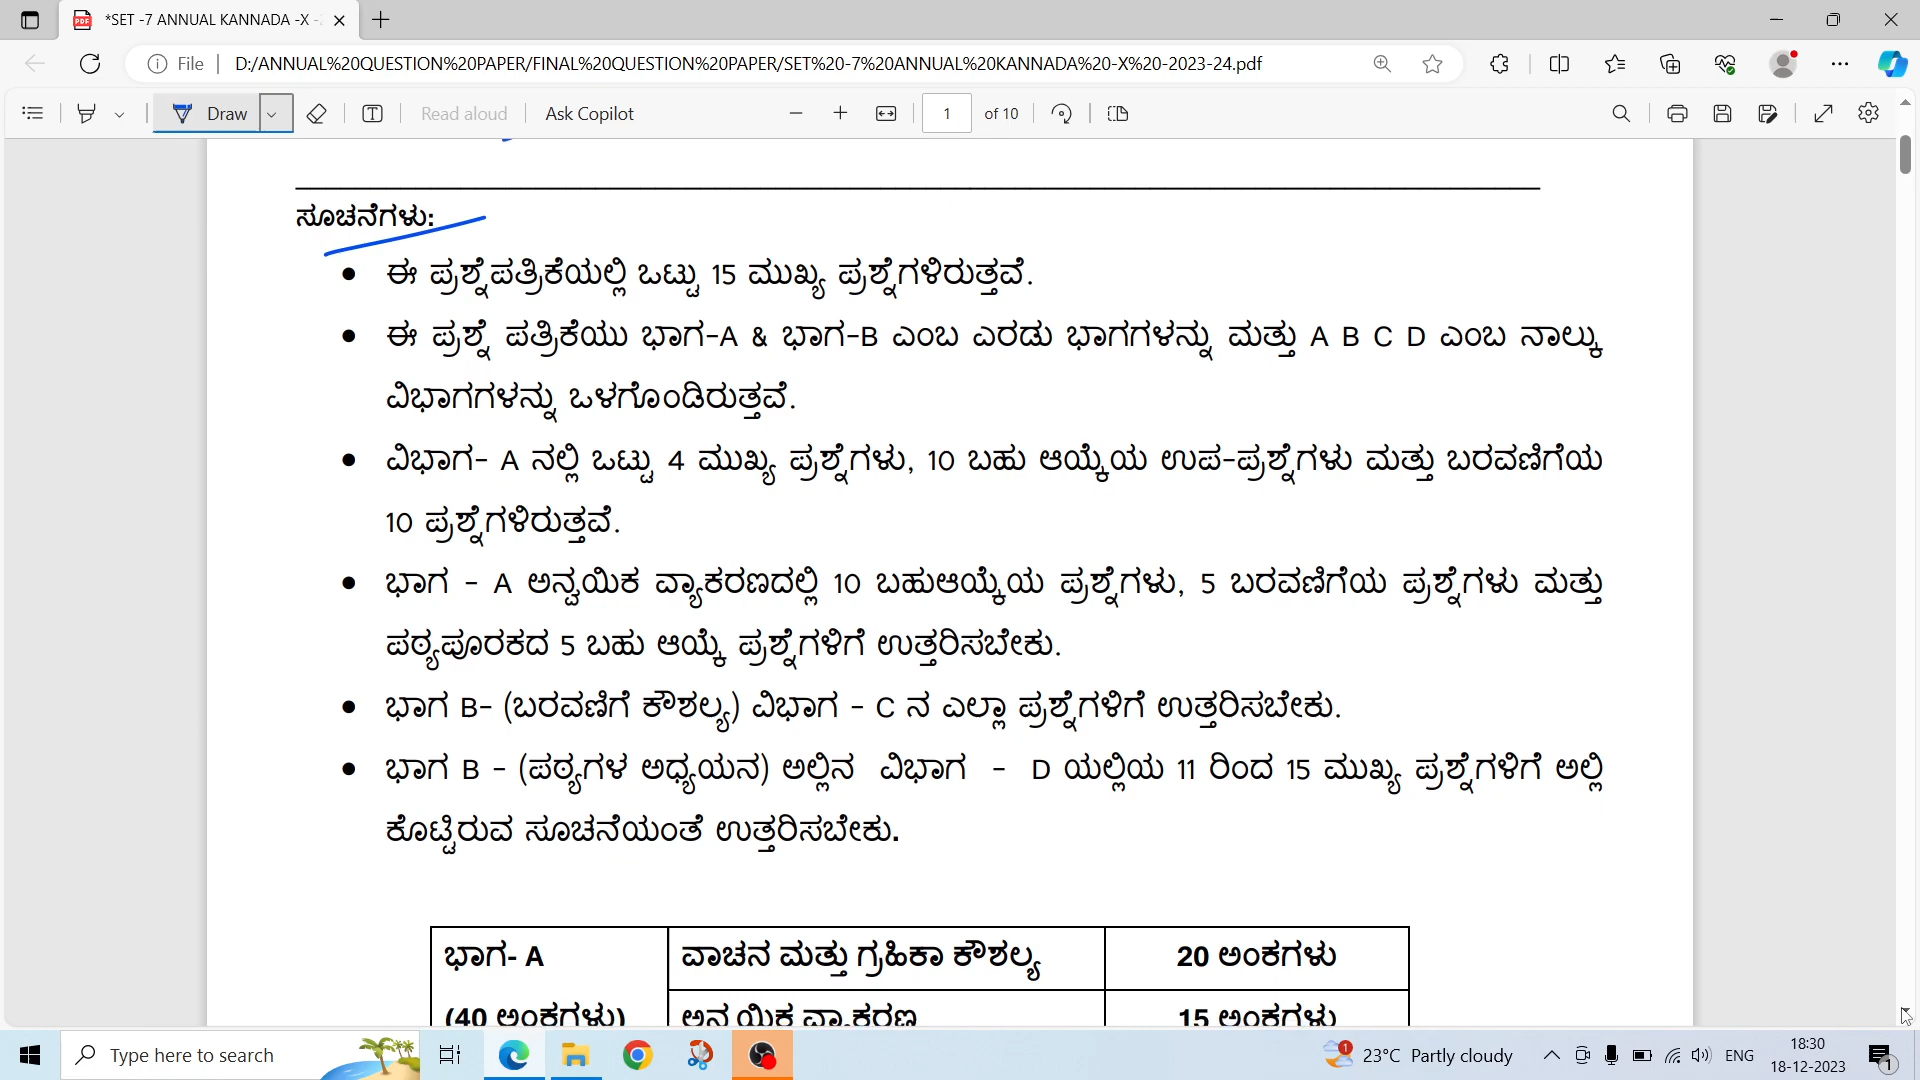 *SET -7 ANNUAL KANNADA -X -
File
D:/ANNUAL%20QUESTION%20PAPER/FINAL%20QUESTION%20PAPER/SET%20-7%20ANNUAL%20KANNADA%20-X%20-2023-24.pdf
Draw
Read aloud
Ask Copilot
1 of 10
ಸೂಚನೆಗಳು:
• ಈ ಪ್ರಶ್ನೆಪತ್ರಿಕೆಯಲ್ಲಿ ಒಟ್ಟು 15 ಮುಖ್ಯ ಪ್ರಶ್ನೆಗಳಿರುತ್ತವೆ.
• ಈ ಪ್ರಶ್ನೆ ಪತ್ರಿಕೆಯು ಭಾಗ-A & ಭಾಗ-B ಎಂಬ ಎರಡು ಭಾಗಗಳನ್ನು ಮತ್ತು A B C D ಎಂಬ ನಾಲ್ಕು
ವಿಭಾಗಗಳನ್ನು ಒಳಗೊಂಡಿರುತ್ತವೆ.
• ವಿಭಾಗ- A ನಲ್ಲಿ ಒಟ್ಟು 4 ಮುಖ್ಯ ಪ್ರಶ್ನೆಗಳು, 10 ಬಹು ಆಯ್ಕೆಯ ಉಪ-ಪ್ರಶ್ನೆಗಳು ಮತ್ತು ಬರವಣಿಗೆಯ
10 ಪ್ರಶ್ನೆಗಳಿರುತ್ತವೆ.
• ಭಾಗ - A ಅನ್ವಯಿಕ ವ್ಯಾಕರಣದಲ್ಲಿ 10 ಬಹುಆಯ್ಕೆಯ ಪ್ರಶ್ನೆಗಳು, 5 ಬರವಣಿಗೆಯ ಪ್ರಶ್ನೆಗಳು ಮತ್ತು
ಪಠ್ಯಪೂರಕದ 5 ಬಹು ಆಯ್ಕೆ ಪ್ರಶ್ನೆಗಳಿಗೆ ಉತ್ತರಿಸಬೇಕು.
• ಭಾಗ B- (ಬರವಣಿಗೆ ಕೌಶಲ್ಯ) ವಿಭಾಗ - C ನ ಎಲ್ಲಾ ಪ್ರಶ್ನೆಗಳಿಗೆ ಉತ್ತರಿಸಬೇಕು.
• ಭಾಗ B - (ಪಠ್ಯಗಳ ಅಧ್ಯಯನ) ಅಲ್ಲಿನ ವಿಭಾಗ - D ಯಲ್ಲಿಯ 11 ರಿಂದ 15 ಮುಖ್ಯ ಪ್ರಶ್ನೆಗಳಿಗೆ ಅಲ್ಲಿ
ಕೊಟ್ಟಿರುವ ಸೂಚನೆಯಂತೆ ಉತ್ತರಿಸಬೇಕು.
ಭಾಗ- A ವಾಚನ ಮತ್ತು ಗ್ರಹಿಕಾ ಕೌಶಲ್ಯ 20 ಅಂಕಗಳು
(40 ಅಂಕಗಳು) ಅನ್ವಯಿಕ ವ್ಯಾಕರಣ 15 ಅಂಕಗಳು
Type here to search
1 23°C Partly cloudy
ENG
18:30
18-12-2023
1